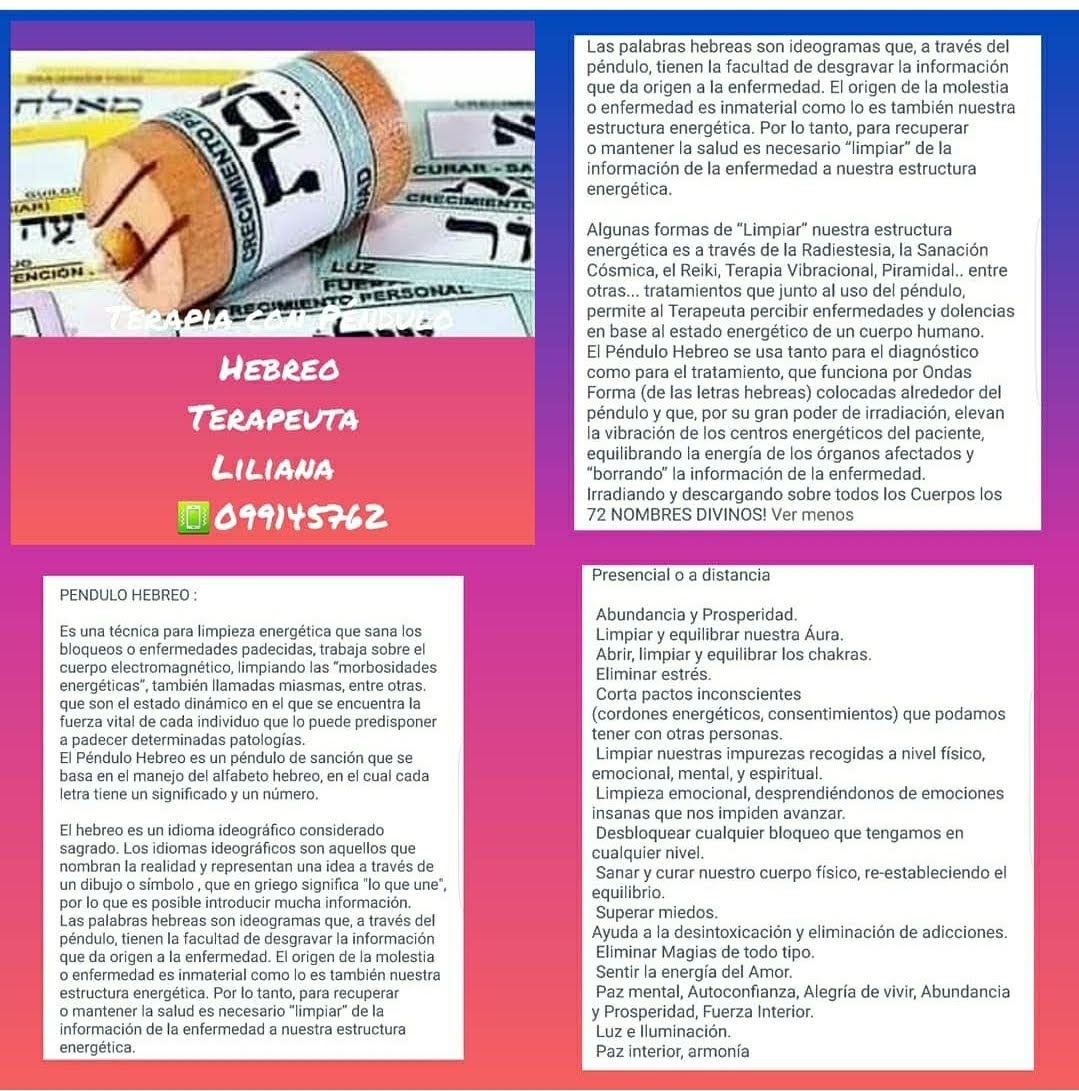 מאלח
CURAR - SA
CRECIMIENTO
CRECIMIENTO PE
LUZ
FUER
RECIMIENTO PERSONAL
ENCIÓN
Terapia con Péndulo
Hebreo
Terapeuta
Liliana
099145762
Las palabras hebreas son ideogramas que, a través del
péndulo, tienen la facultad de desgravar la información
que da origen a la enfermedad. El origen de la molestia
o enfermedad es inmaterial como lo es también nuestra
estructura energética. Por lo tanto, para recuperar
o mantener la salud es necesario “limpiar” de la
información de la enfermedad a nuestra estructura
energética.
Algunas formas de “Limpiar” nuestra estructura
energética es a través de la Radiestesia, la Sanación
Cósmica, el Reiki, Terapia Vibracional, Piramidal.. entre
otras... tratamientos que junto al uso del péndulo,
permite al Terapeuta percibir enfermedades y dolencias
en base al estado energético de un cuerpo humano.
El Péndulo Hebreo se usa tanto para el diagnóstico
como para el tratamiento, que funciona por Ondas
Forma (de las letras hebreas) colocadas alrededor del
péndulo y que, por su gran poder de irradiación, elevan
la vibración de los centros energéticos del paciente,
equilibrando la energía de los órganos afectados y
“borrando” la información de la enfermedad.
Irradiando y descargando sobre todos los Cuerpos los
72 NOMBRES DIVINOS! Ver menos
PENDULO HEBREO :
Es una técnica para limpieza energética que sana los
bloqueos o enfermedades padecidas, trabaja sobre el
cuerpo electromagnético, limpiando las “morbosidades
energéticas”, también llamadas miasmas, entre otras.
que son el estado dinámico en el que se encuentra la
fuerza vital de cada individuo que lo puede predisponer
a padecer determinadas patologías.
El Péndulo Hebreo es un péndulo de sanción que se
basa en el manejo del alfabeto hebreo, en el cual cada
letra tiene un significado y un número.
El hebreo es un idioma ideográfico considerado
sagrado. Los idiomas ideográficos son aquellos que
nombran la realidad y representan una idea a través de
un dibujo o símbolo , que en griego significa "lo que une",
por lo que es posible introducir mucha información.
Las palabras hebreas son ideogramas que, a través del
péndulo, tienen la facultad de desgravar la información
que da origen a la enfermedad. El origen de la molestia
o enfermedad es inmaterial como lo es también nuestra
estructura energética. Por lo tanto, para recuperar
o mantener la salud es necesario “limpiar” de la
información de la enfermedad a nuestra estructura
energética.
Presencial o a distancia
Abundancia y Prosperidad.
Limpiar y equilibrar nuestra Áura.
Abrir, limpiar y equilibrar los chakras.
Eliminar estrés.
Corta pactos inconscientes
(cordones energéticos, consentimientos) que podamos
tener con otras personas.
Limpiar nuestras impurezas recogidas a nivel físico,
emocional, mental, y espiritual.
Limpieza emocional, desprendiéndonos de emociones
insanas que nos impiden avanzar.
Desbloquear cualquier bloqueo que tengamos en
cualquier nivel.
Sanar y curar nuestro cuerpo físico, re-estableciendo el
equilibrio.
Superar miedos.
Ayuda a la desintoxicación y eliminación de adicciones.
Eliminar Magias de todo tipo.
Sentir la energía del Amor.
Paz mental, Autoconfianza, Alegría de vivir, Abundancia
y Prosperidad, Fuerza Interior.
Luz e Iluminación.
Paz interior, armonía